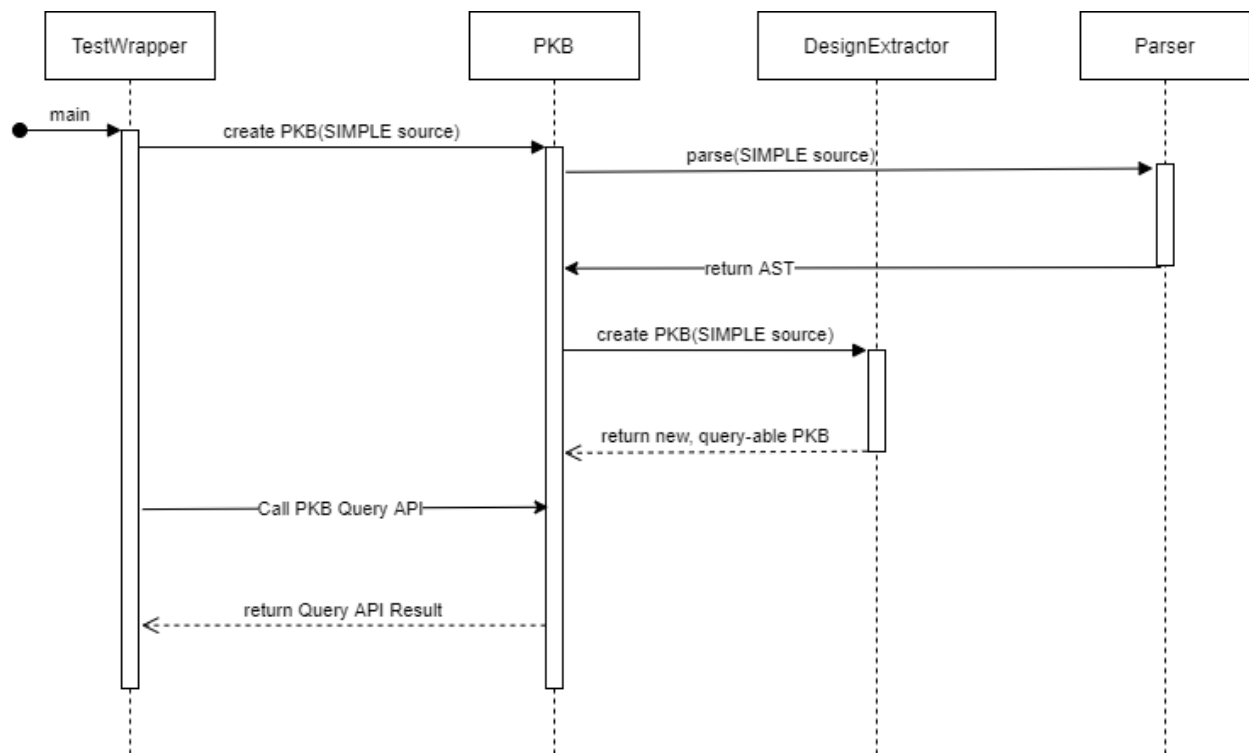 TestWrapper
PKB
DesignExtractor
Parser
main
create PKB(SIMPLE source)
parse(SIMPLE source)
return AST
create PKB(SIMPLE source)
return new, query-able PKB
Call PKB Query API
return Query API Result